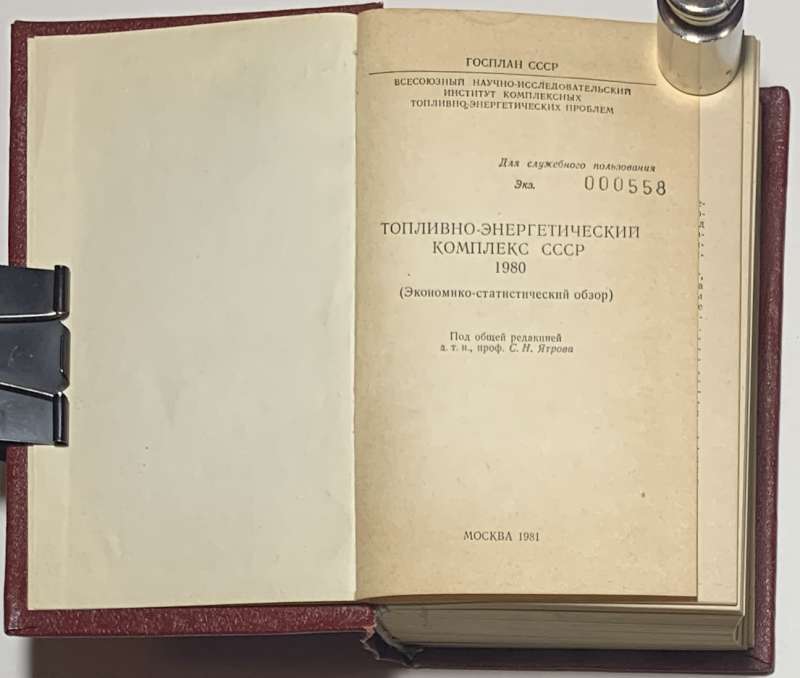 ГОСПЛАН СССР
ВСЕСОЮЗНЫЙ НАУЧНО-ИССЛЕДОВАТЕЛЬСКИЙ
ИНСТИТУТ КОМПЛЕКСНЫХ
ТОПЛИВНО-ЭНЕРГЕТИЧЕСКИХ ПРОБЛЕМ
Для служебного пользования
Экз. 000558
ТОПЛИВНО-ЭНЕРГЕТИЧЕСКИЙ
КОМПЛЕКС СССР
1980
(Экономико-статистический обзор)
Под общей редакцией
д. т. н., проф. С. Н. Ятрова
МОСКВА 1981